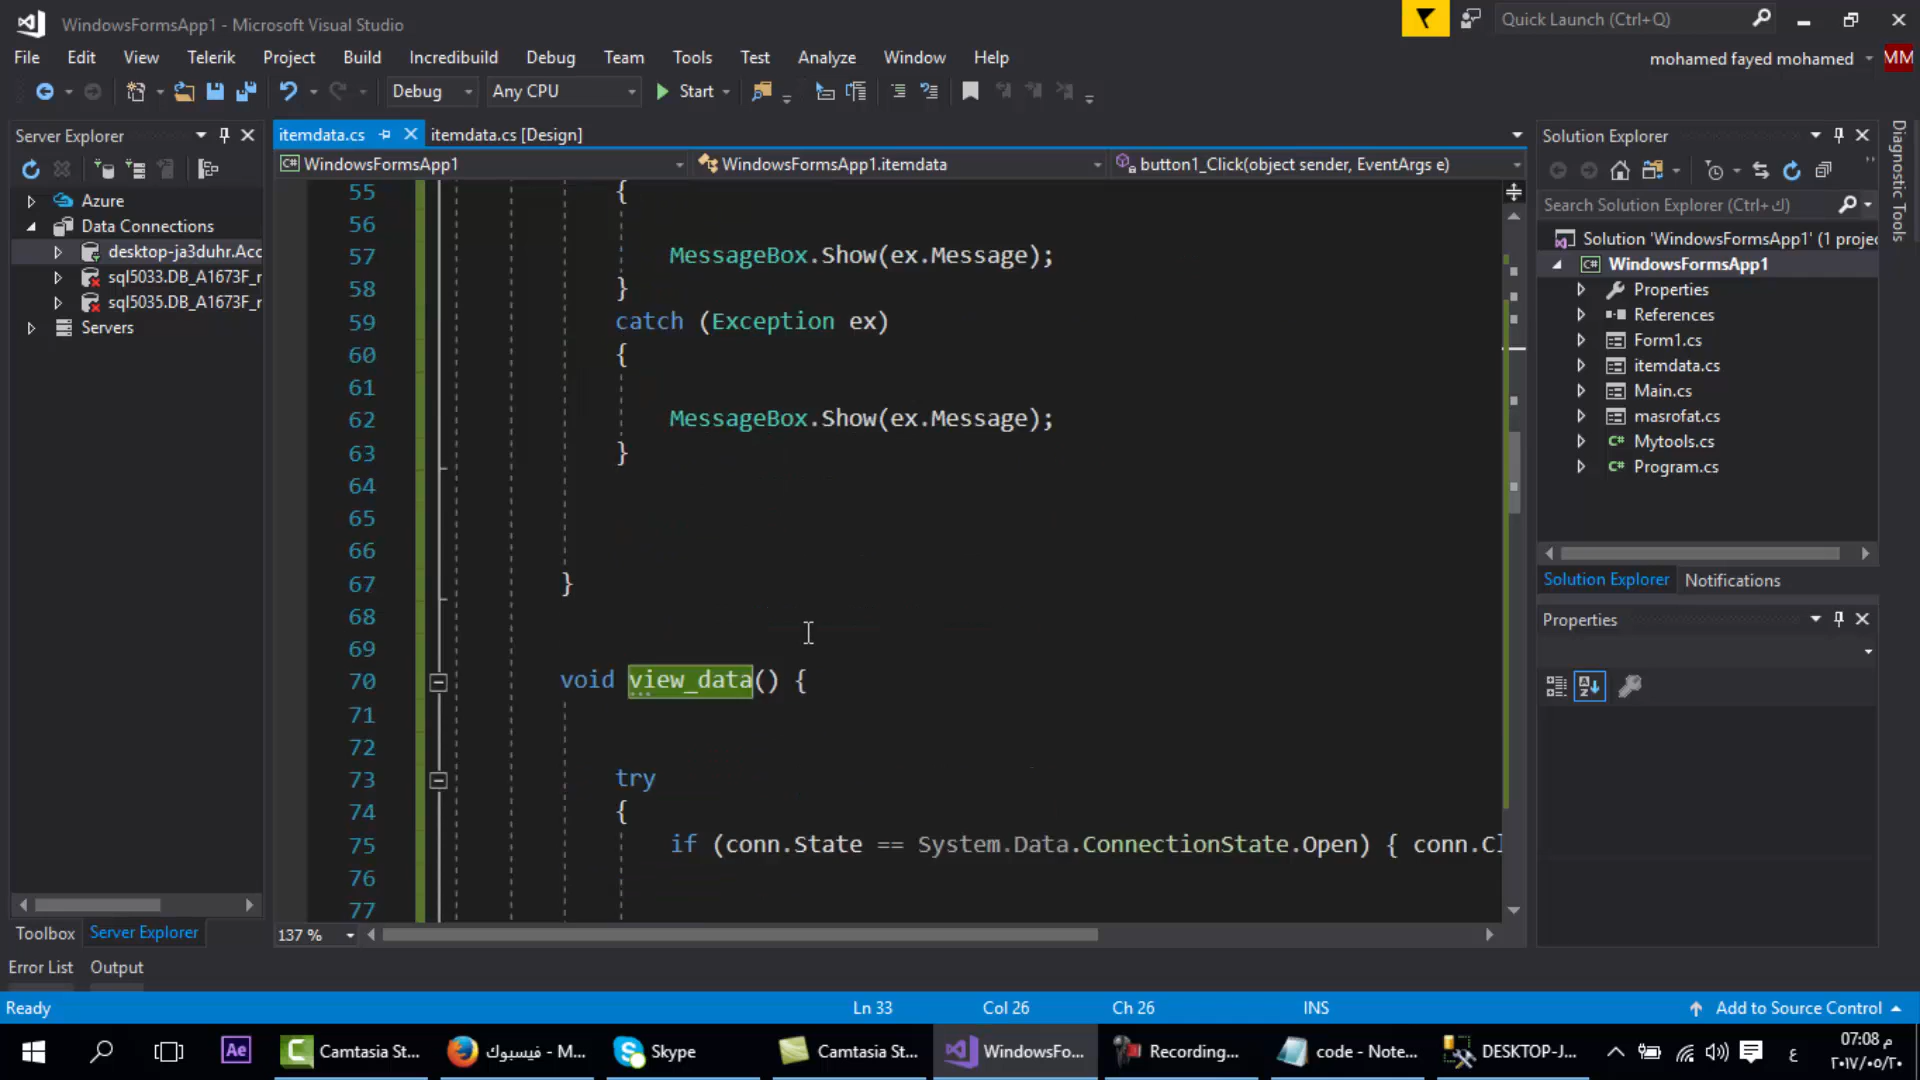 WindowsFormsApp1 - Microsoft Visual Studio
Quick Launch (Ctrl+Q)
File Edit View Telerik Project Build Incredibuild Debug Team Tools Test Analyze Window Help
mohamed fayed mohamed MM
Debug Any CPU Start
Server Explorer
itemdata.cs itemdata.cs [Design]
Solution Explorer
WindowsFormsApp1 WindowsFormsApp1.itemdata button1_Click(object sender, EventArgs e)
Azure
Data Connections
desktop-ja3duhr.Acc
sql5033.DB_A1673F_r
sql5035.DB_A1673F_r
Servers
55 {
56
57 MessageBox.Show(ex.Message);
58 }
59 catch (Exception ex)
60 {
61
62 MessageBox.Show(ex.Message);
63 }
64
65
66
67 }
68
69
70 void view_data() {
71
72
73 try
74 {
75 if (conn.State == System.Data.ConnectionState.Open) { conn.Cl
76
77
Search Solution Explorer (Ctrl+ك)
Solution 'WindowsFormsApp1' (1 projec
WindowsFormsApp1
Properties
References
Form1.cs
itemdata.cs
Main.cs
masrofat.cs
Mytools.cs
Program.cs
Solution Explorer Notifications
Properties
Diagnostic Tools
137 %
Toolbox Server Explorer
Error List Output
Ready Ln 33 Col 26 Ch 26 INS Add to Source Control
Ae
Camtasia St...
فيسبوك - M...
Skype
Camtasia St...
WindowsFo...
Recording...
code - Note...
DESKTOP-J...
ع
07:08 م
٢٠١٧/٠٥/٢٠